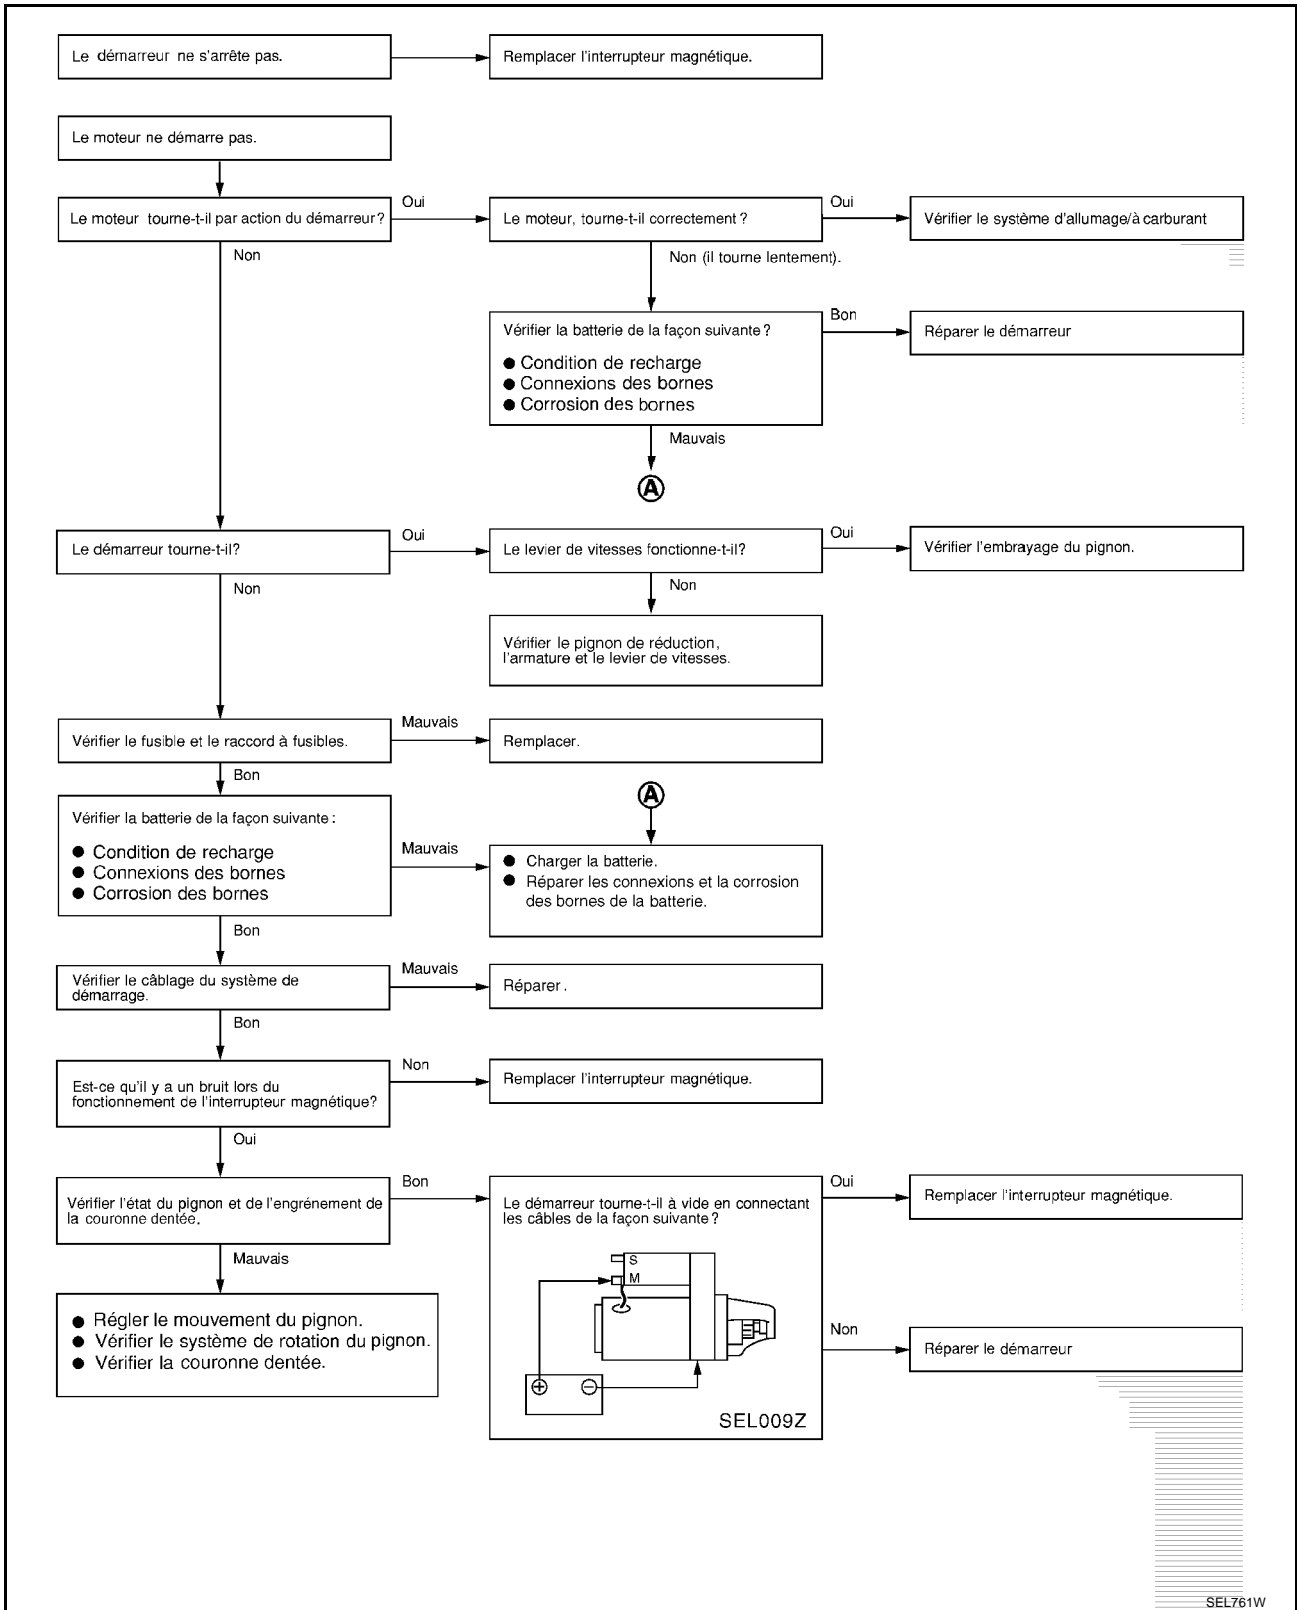 Le démarreur ne s'arrête pas.
Remplacer l'interrupteur magnétique.
Le moteur ne démarre pas.
Le moteur tourne-t-il par action du démarreur?
Oui
Le moteur, tourne-t-il correctement?
Oui
Vérifier le système d'allumage/à carburant
Non
Non (il tourne lentement).
Vérifier la batterie de la façon suivante?
● Condition de recharge
● Connexions des bornes
● Corrosion des bornes
Bon
Réparer le démarreur
Mauvais
A
Le démarreur tourne-t-il?
Oui
Le levier de vitesses fonctionne-t-il?
Oui
Vérifier l'embrayage du pignon.
Non
Non
Vérifier le pignon de réduction,
l'armature et le levier de vitesses.
Vérifier le fusible et le raccord à fusibles.
Mauvais
Remplacer.
Bon
A
Vérifier la batterie de la façon suivante:
● Condition de recharge
● Connexions des bornes
● Corrosion des bornes
Mauvais
● Charger la batterie.
● Réparer les connexions et la corrosion
des bornes de la batterie.
Bon
Vérifier le câblage du système de
démarrage.
Mauvais
Réparer.
Bon
Est-ce qu'il y a un bruit lors du
fonctionnement de l'interrupteur magnétique?
Non
Remplacer l'interrupteur magnétique.
Oui
Vérifier l'état du pignon et de l'engrénement de
la couronne dentée.
Bon
Le démarreur tourne-t-il à vide en connectant
les câbles de la façon suivante?
S
M
+ -
SEL009Z
Oui
Remplacer l'interrupteur magnétique.
Non
Réparer le démarreur
Mauvais
● Régler le mouvement du pignon.
● Vérifier le système de rotation du pignon.
● Vérifier la couronne dentée.
SEL761W